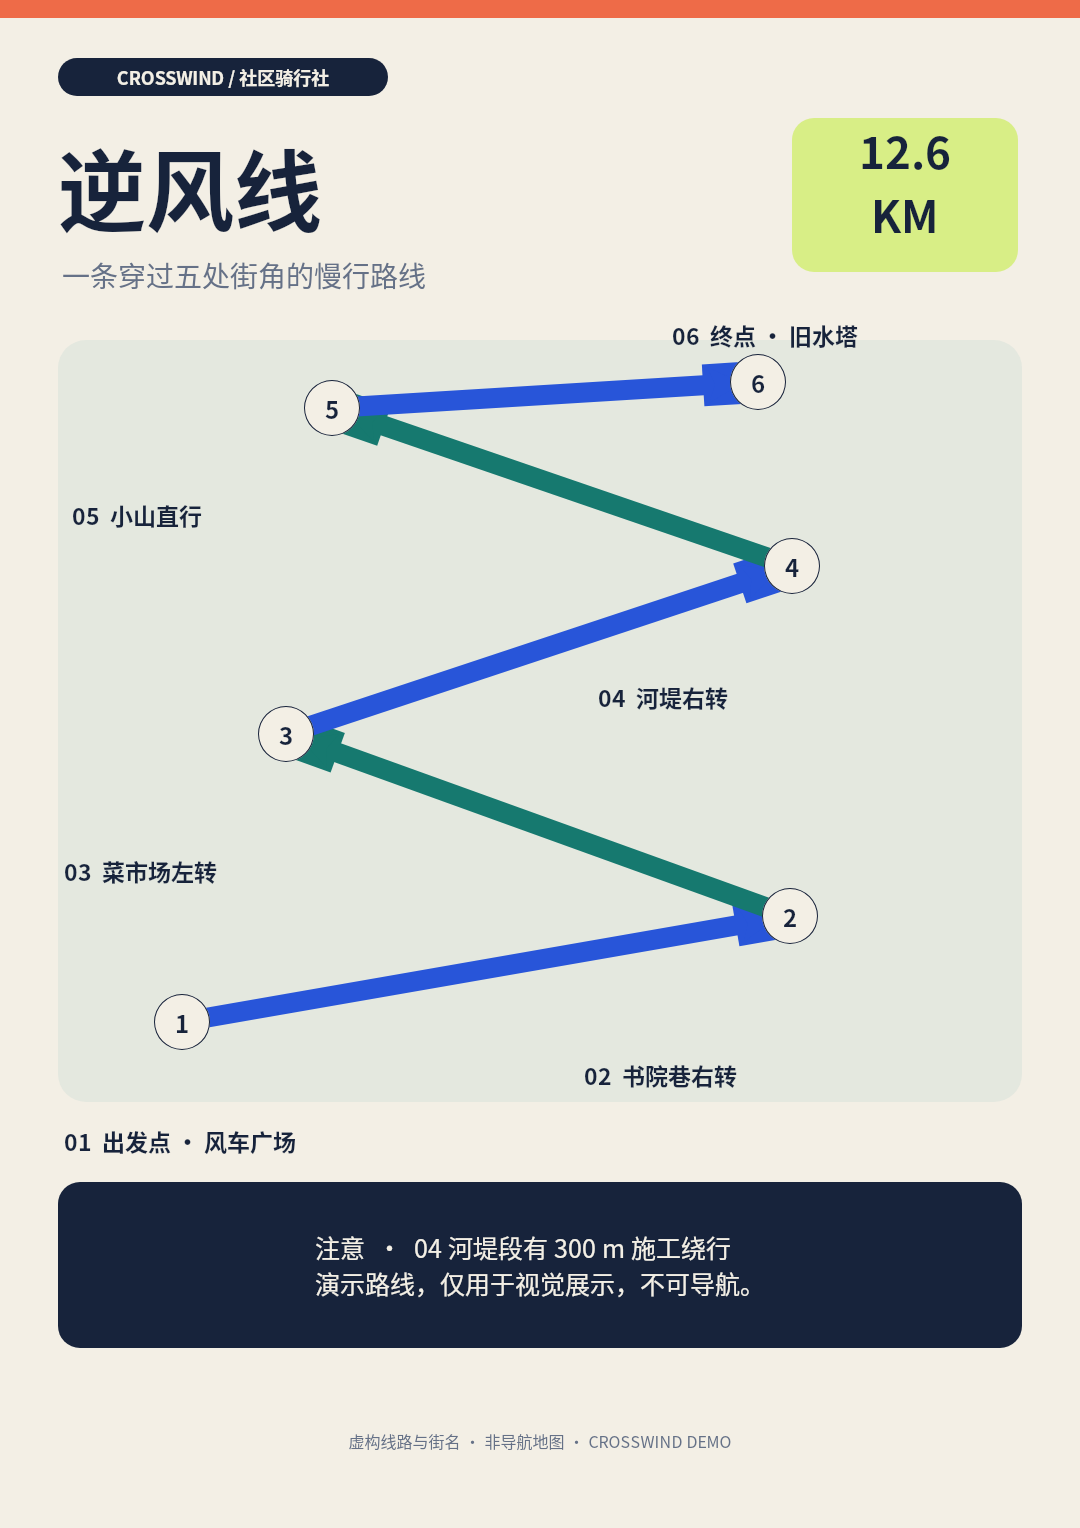 CROSSWIND / 社区骑行社
逆风线
12.6
KM
一条穿过五处街角的慢行路线
06 终点 · 旧水塔
6
5
05 小山直行
4
04 河堤右转
3
03 菜市场左转
2
1
02 书院巷右转
01 出发点 · 风车广场
注意 · 04 河堤段有 300 m 施工绕行
演示路线，仅用于视觉展示，不可导航。
虚构线路与街名 · 非导航地图 · CROSSWIND DEMO